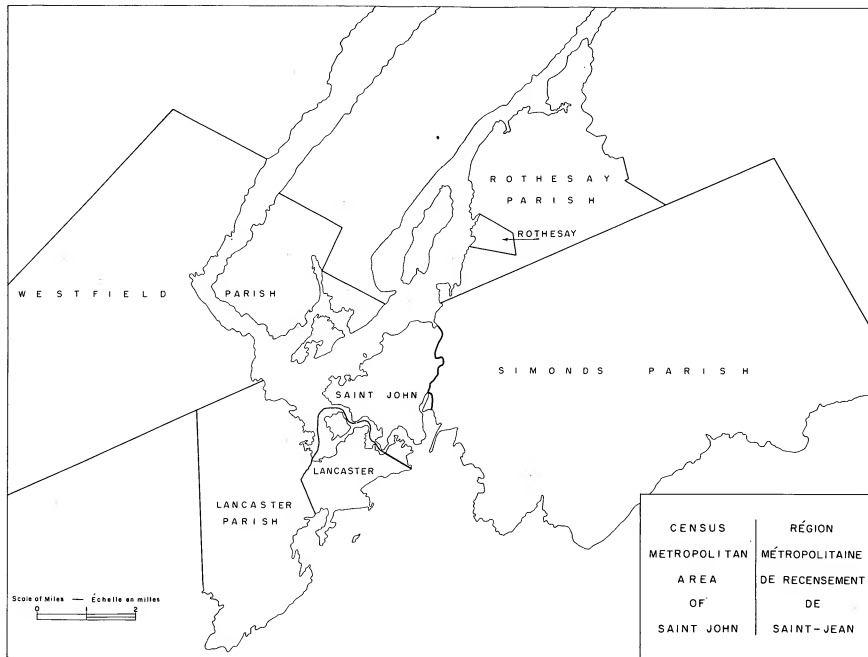 ROTHESAY
PARISH
ROTHESAY
WESTFIELD PARISH
SIMONDS PARISH
SAINT JOHN
LANCASTER
LANCASTER
PARISH
Scale of Miles — Échelle en milles
0 1 2
CENSUS
METROPOLITAN
AREA
OF
SAINT JOHN
RÉGION
MÉTROPOLITAINE
DE RECENSEMENT
DE
SAINT-JEAN